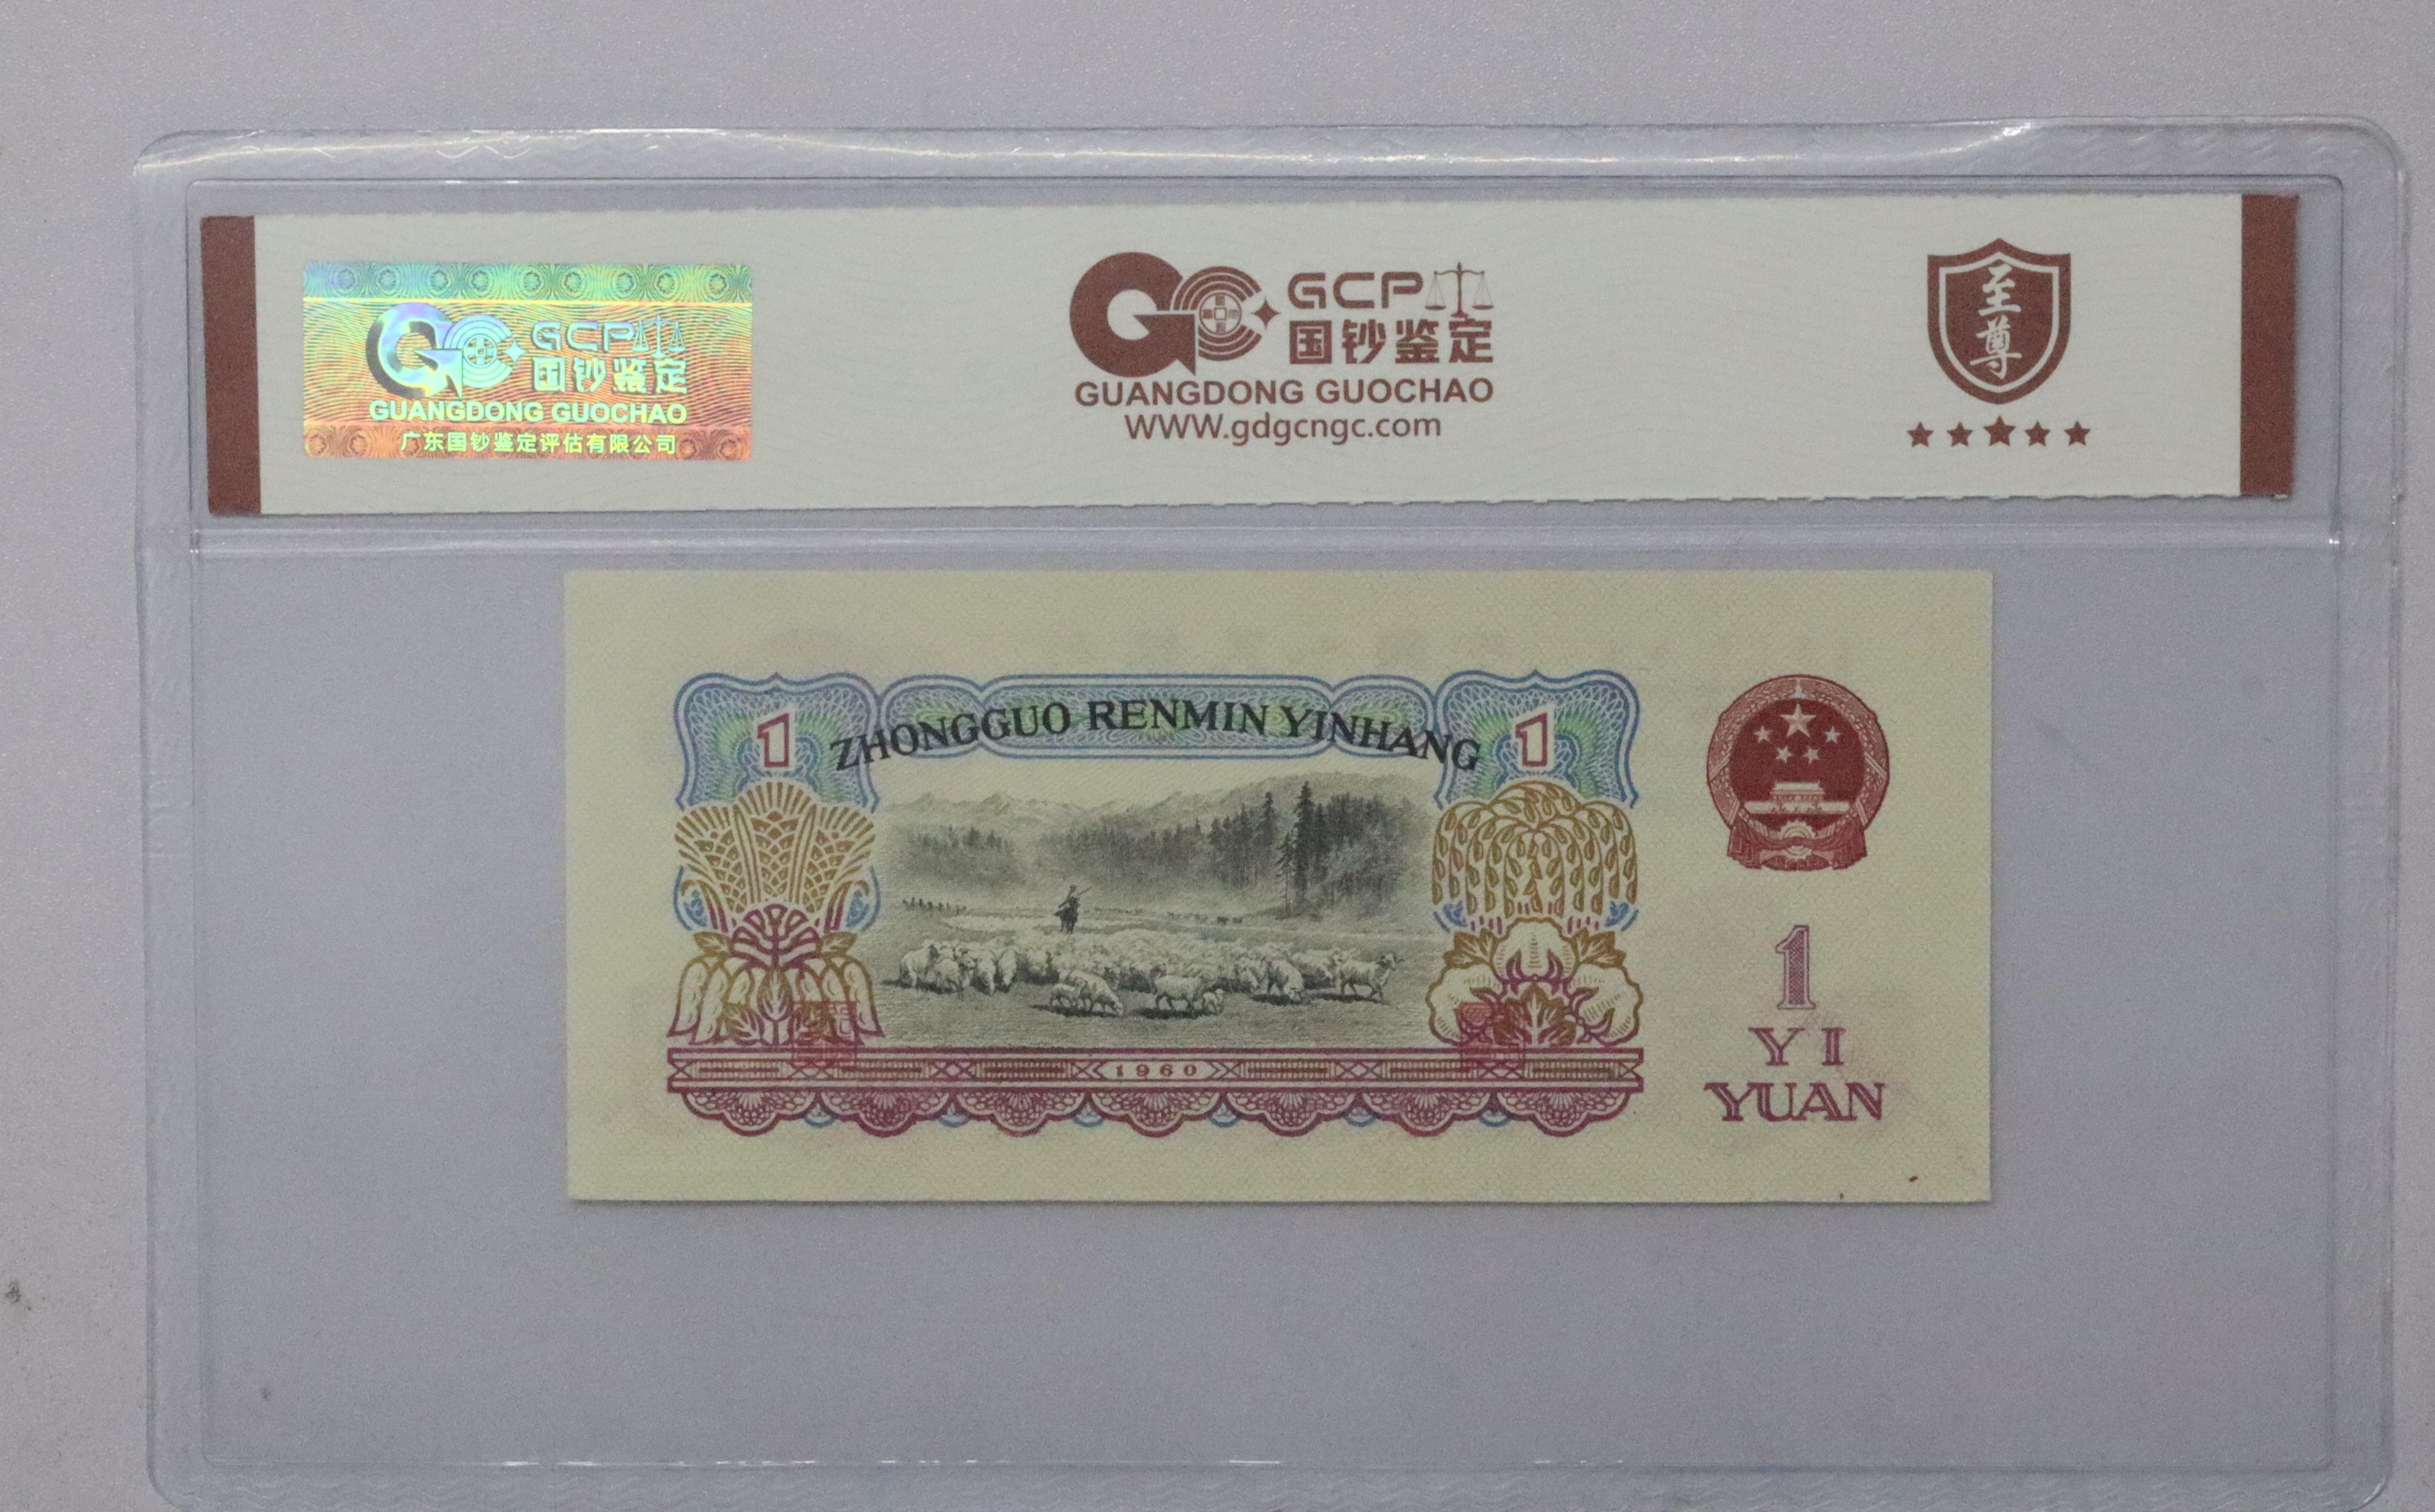 GCP
国钞鉴定
GUANGDONG GUOCHAO
广东国钞鉴定评估有限公司
GCP
国钞鉴定
GUANGDONG GUOCHAO
WWW.gdgcngc.com
至尊
1
ZHONGGUO RENMIN YINHANG
1
1960
1
YI
YUAN